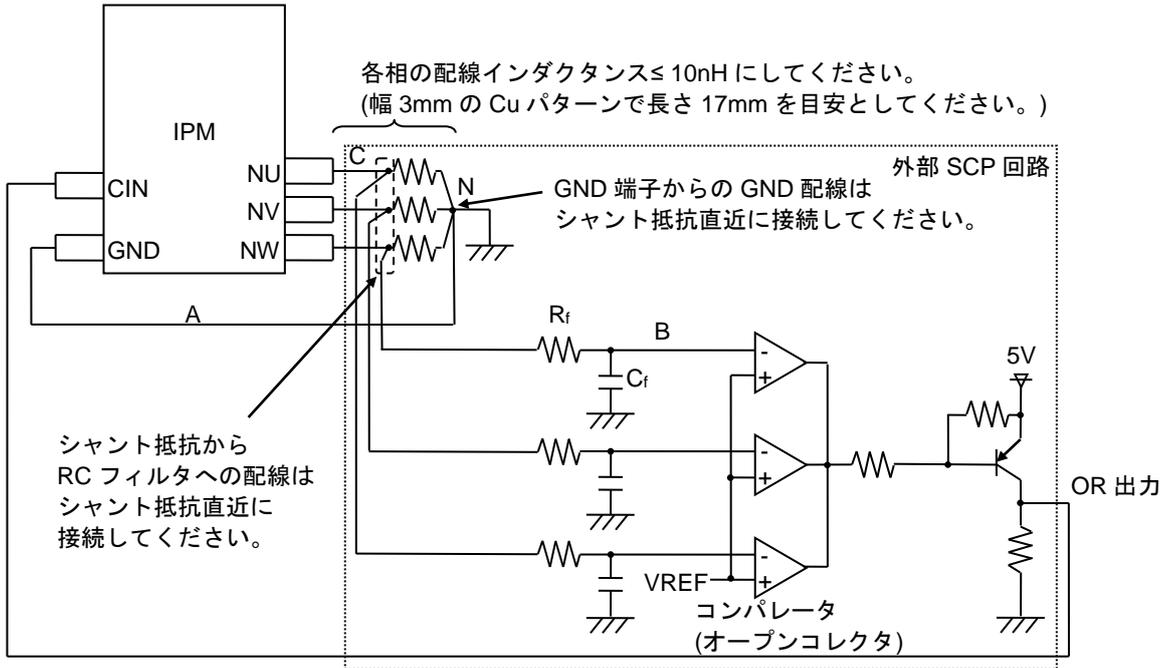 各相の配線インダクタンス≤ 10nH にしてください。
(幅 3mm の Cu パターンで長さ 17mm を目安としてください。)
IPM
外部 SCP 回路
C
NU
N
CIN
GND 端子からの GND 配線は
シャント抵抗直近に接続してください。
NV
GND
NW
A
Rf
B
Cf
5V
シャント抵抗から
RC フィルタへの配線は
シャント抵抗直近に
接続してください。
-
+
-
+
-
+
OR 出力
VREF
コンパレータ
(オープンコレクタ)